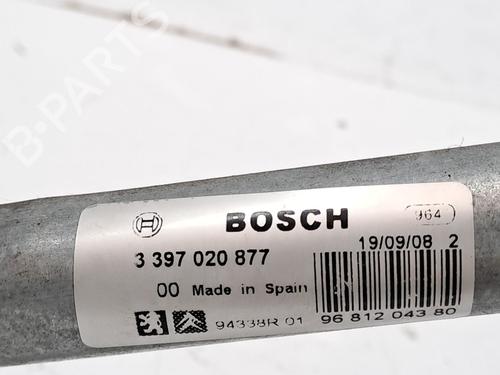 B-PARTS
BOSCH
964
3 397 020 877
19/09/08 2
00 Made in Spain
94338R 01
96 812 043 80